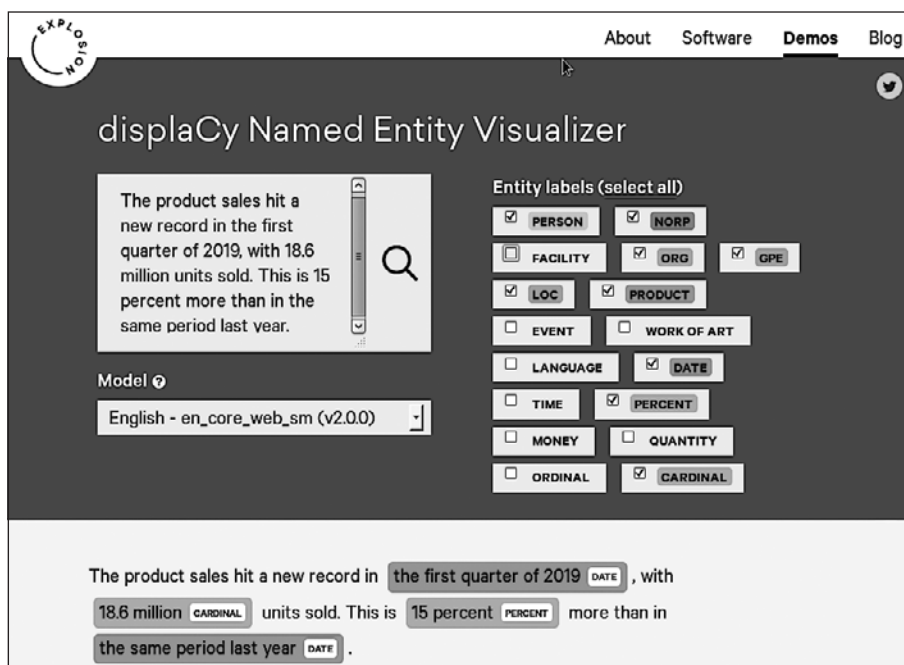 EXPLOSION
About Software Demos Blog
displaCy Named Entity Visualizer
The product sales hit a
new record in the first
quarter of 2019, with 18.6
million units sold. This is 15
percent more than in the
same period last year.
Model ?
English - en_core_web_sm (v2.0.0)
Entity labels (select all)
PERSON NORP
FACILITY ORG GPE
LOC PRODUCT
EVENT WORK OF ART
LANGUAGE DATE
TIME PERCENT
MONEY QUANTITY
ORDINAL CARDINAL
The product sales hit a new record in the first quarter of 2019 DATE , with
18.6 million CARDINAL units sold. This is 15 percent PERCENT more than in
the same period last year DATE .